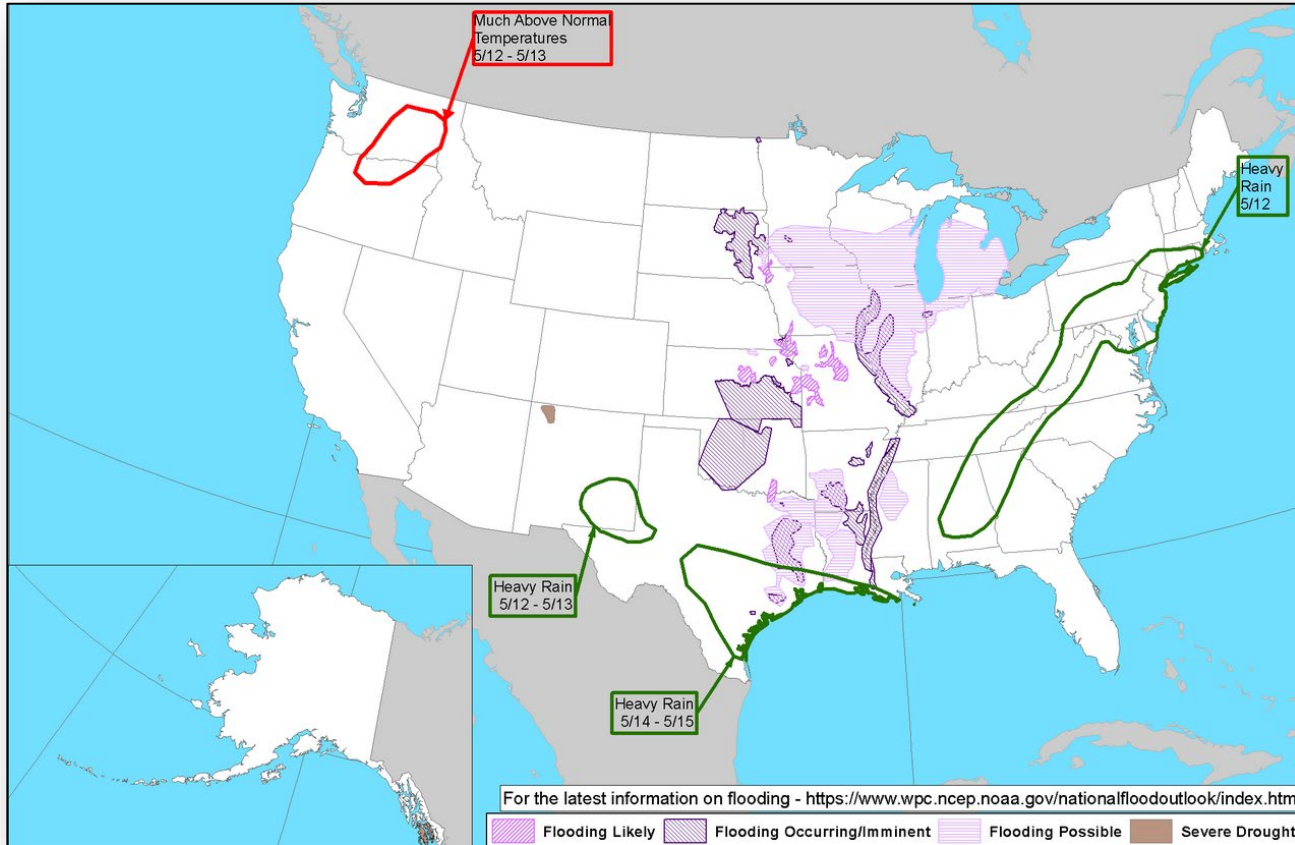 Much Above Normal
Temperatures
5/12 - 5/13
Heavy
Rain
5/12
Heavy Rain
5/12 - 5/13
Heavy Rain
5/14 - 5/15
For the latest information on flooding - https://www.wpc.ncep.noaa.gov/nationalfloodoutlook/index.htm
Flooding Likely
Flooding Occurring/Imminent
Flooding Possible
Severe Drought